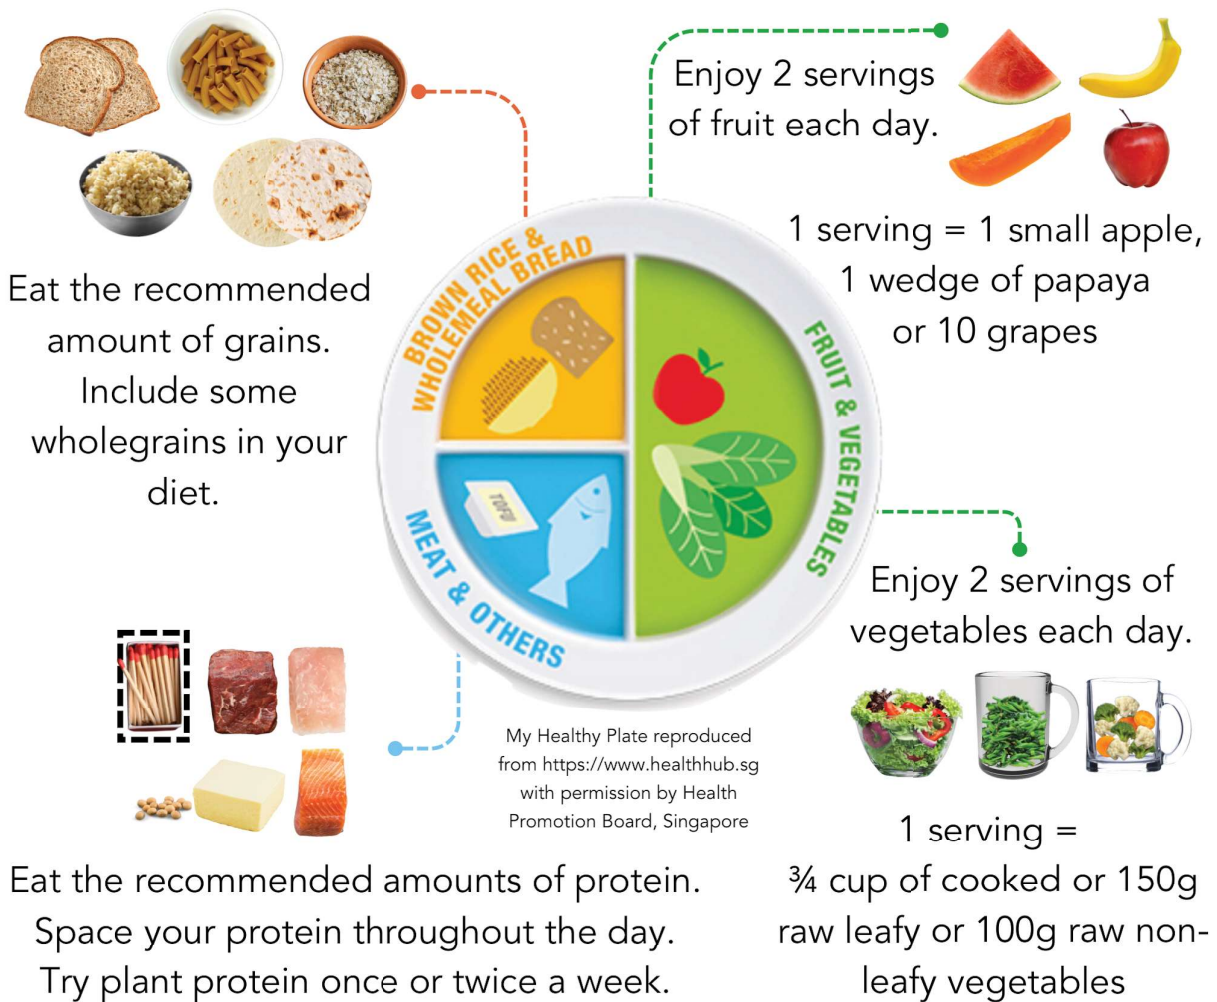 Enjoy 2 servings
of fruit each day.
1 serving = 1 small apple,
1 wedge of papaya
or 10 grapes
Eat the recommended
amount of grains.
Include some
wholegrains in your
diet.
BROWN RICE &
WHOLEMEAL BREAD
FRUIT & VEGETABLES
TOFU
MEAT & OTHERS
Enjoy 2 servings of
vegetables each day.
1 serving =
¾ cup of cooked or 150g
raw leafy or 100g raw non-
leafy vegetables
My Healthy Plate reproduced
from https://www.healthhub.sg
with permission by Health
Promotion Board, Singapore
Eat the recommended amounts of protein.
Space your protein throughout the day.
Try plant protein once or twice a week.